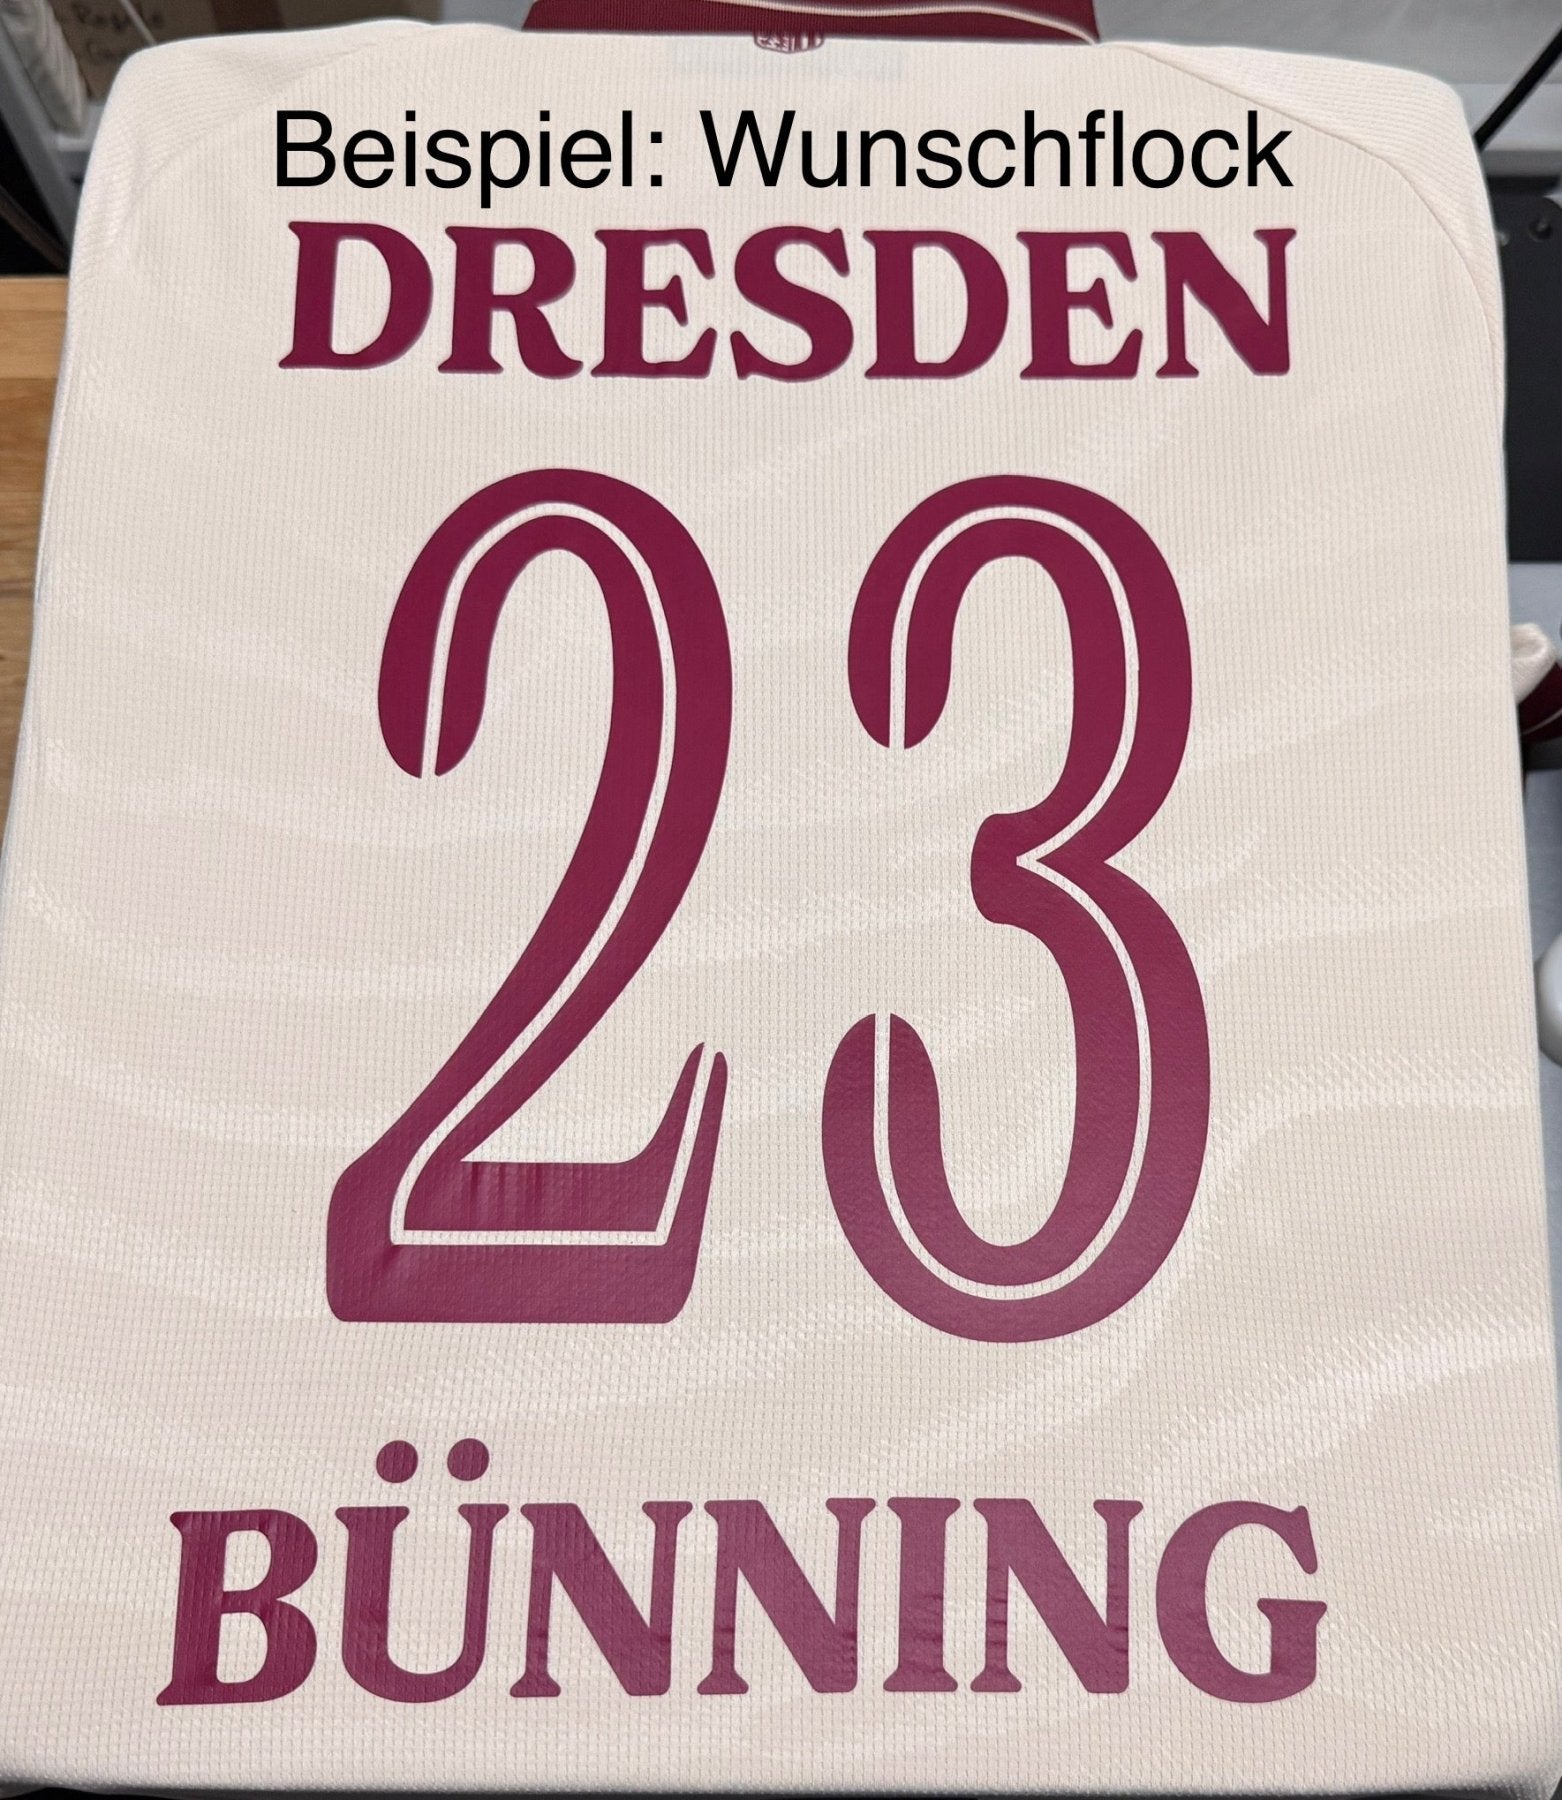 Beispiel: Wunschflock
DRESDEN
23
BÜNNING